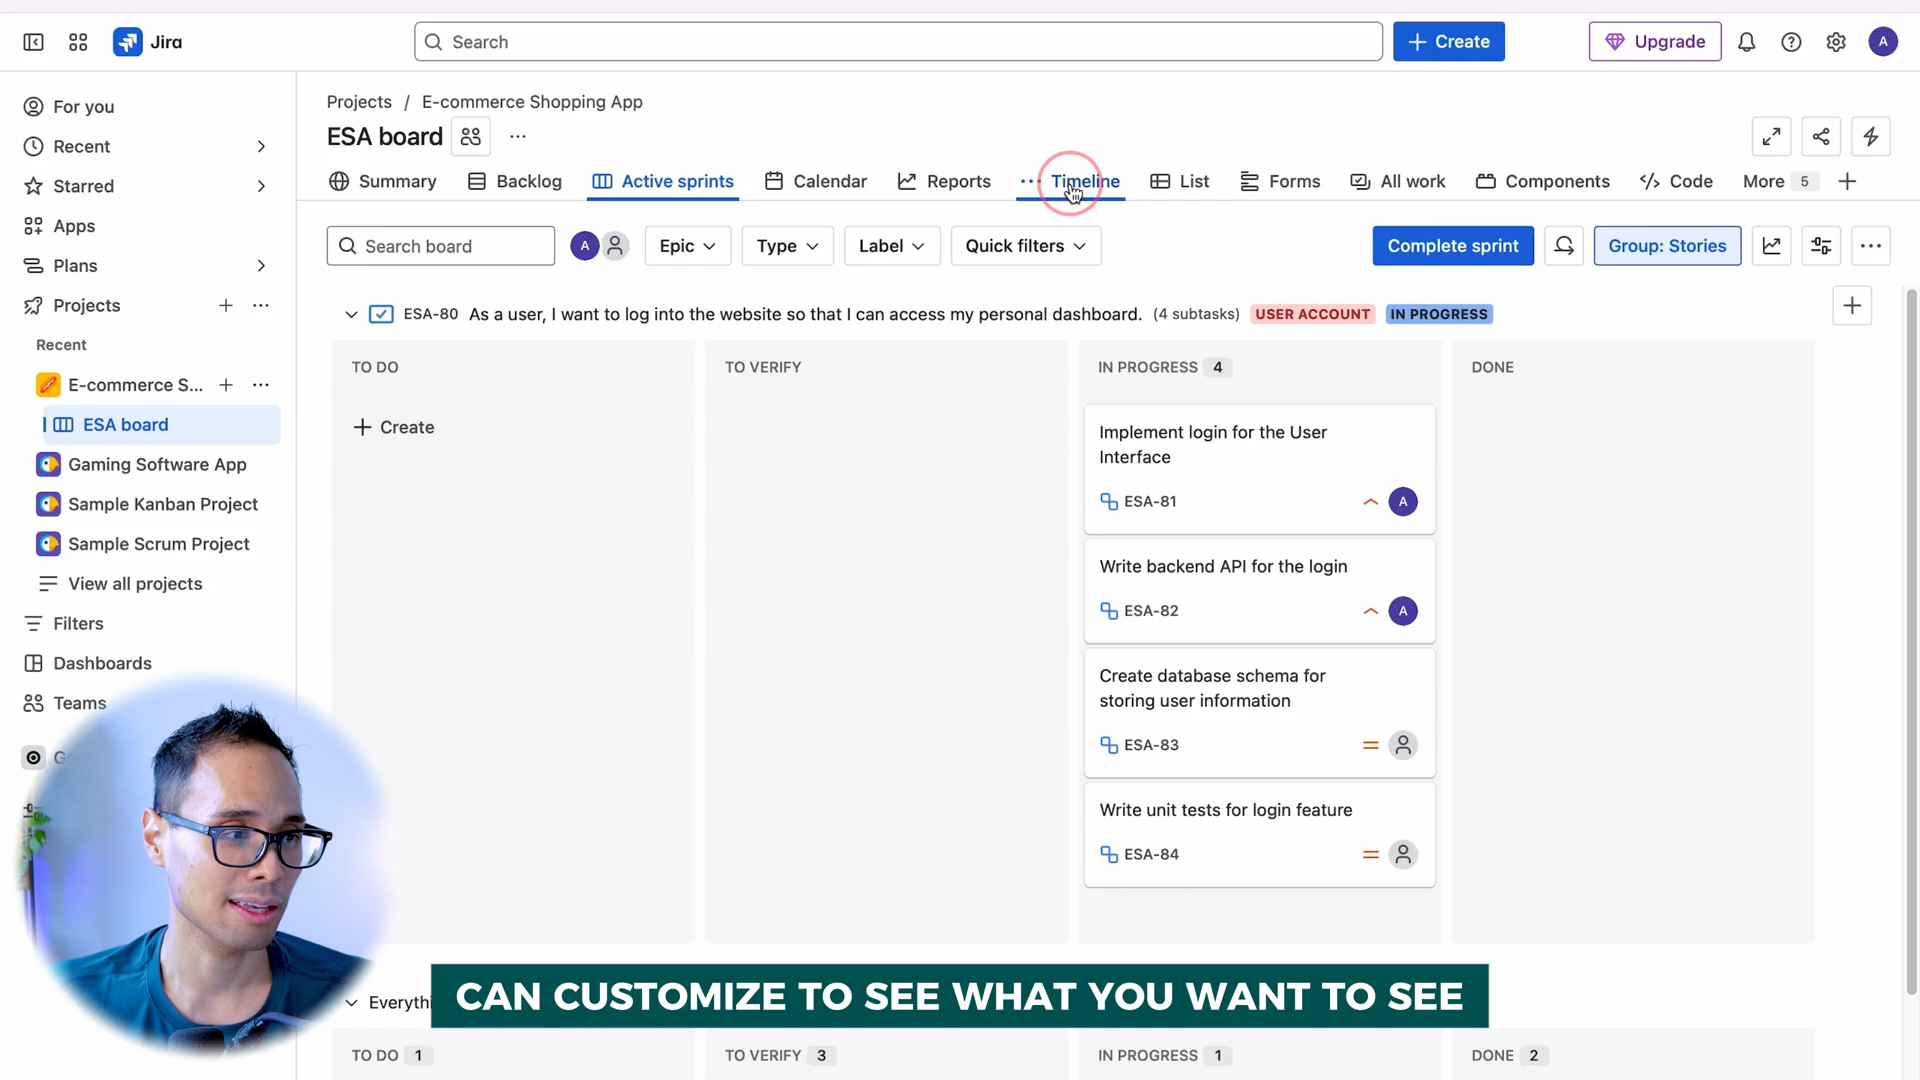 Jira
Search
Create
Upgrade
A
For you
Recent
Starred
Apps
Plans
Projects
Recent
E-commerce S...
ESA board
Gaming Software App
Sample Kanban Project
Sample Scrum Project
View all projects
Filters
Dashboards
Teams
Projects / E-commerce Shopping App
ESA board
Summary Backlog Active sprints Calendar Reports Timeline List Forms All work Components Code More 5
Search board A Epic Type Label Quick filters Complete sprint Group: Stories
ESA-80 As a user, I want to log into the website so that I can access my personal dashboard. (4 subtasks) USER ACCOUNT IN PROGRESS
TO DO TO VERIFY IN PROGRESS 4 DONE
Create
Implement login for the User
Interface
ESA-81 A
Write backend API for the login
ESA-82 A
Create database schema for
storing user information
ESA-83
Write unit tests for login feature
ESA-84
Everythi
CAN CUSTOMIZE TO SEE WHAT YOU WANT TO SEE
TO DO 1 TO VERIFY 3 IN PROGRESS 1 DONE 2